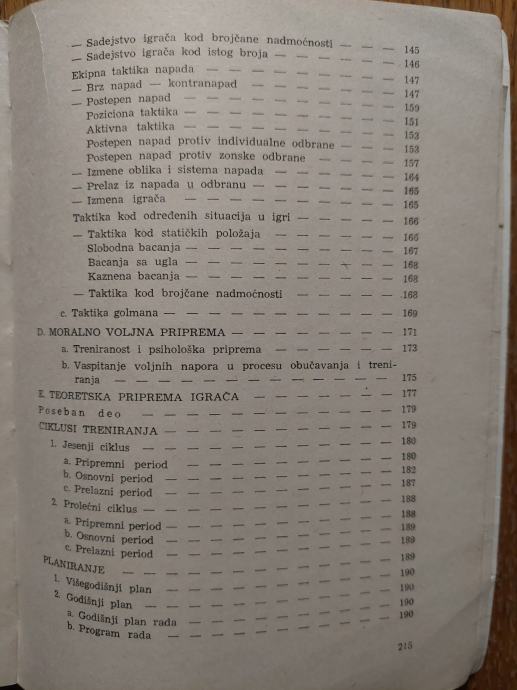 — Sadejstvo igrača kod brojčane nadmoćnosti — — — 145
— Sadejstvo igrača kod istog broja — — — — — 146
Ekipna taktika napada — — — — — — — — 147
— Brz napad — kontranapad — — — — — — 147
— Postepen napad — — — — — — — — 159
Poziciona taktika — — — — — — — — 151
Aktivna taktika — — — — — — — — 153
Postepen napad protiv individualne odbrane — — — 153
Postepen napad protiv zonske odbrane — — — — 157
— Izmene oblika i sistema napada — — — — — 164
— Prelaz iz napada u odbranu — — — — — — 165
— Izmena igrača — — — — — — — — 165
Taktika kod određenih situacija u igri — — — — 166
— Taktika kod statičkih položaja — — — — — 166
Slobodna bacanja — — — — — — — — 167
Bacanja sa ugla — — — — — — — — 168
Kaznena bacanja — — — — — — — — 168
— Taktika kod brojčane nadmoćnosti — — — — 168
c. Taktika golmana — — — — — — — — 169
D. MORALNO VOLJNA PRIPREMA — — — — — — 171
a. Treniranost i psihološka priprema — — — — — 173
b. Vaspitanje voljnih napora u procesu obučavanja i treni-
ranja — — — — — — — — — — 175
E. TEORETSKA PRIPREMA IGRAČA — — — — — — 177
Poseban deo — — — — — — — — — 179
CIKLUSI TRENIRANJA — — — — — — — — 179
1. Jesenji ciklus — — — — — — — — — 180
a. Pripremni period — — — — — — — — 180
b. Osnovni period — — — — — — — — 182
c. Prelazni period — — — — — — — — 187
2. Prolećni ciklus — — — — — — — — — 188
a. Pripremni period — — — — — — — — 188
b. Osnovni period — — — — — — — — 189
c. Prelazni period — — — — — — — — 189
PLANIRANJE — — — — — — — — — — 189
1. Višegodišnji plan — — — — — — — — 190
2. Godišnji plan — — — — — — — — — 190
a. Godišnji plan rada — — — — — — — 190
b. Program rada — — — — — — — — 190
215